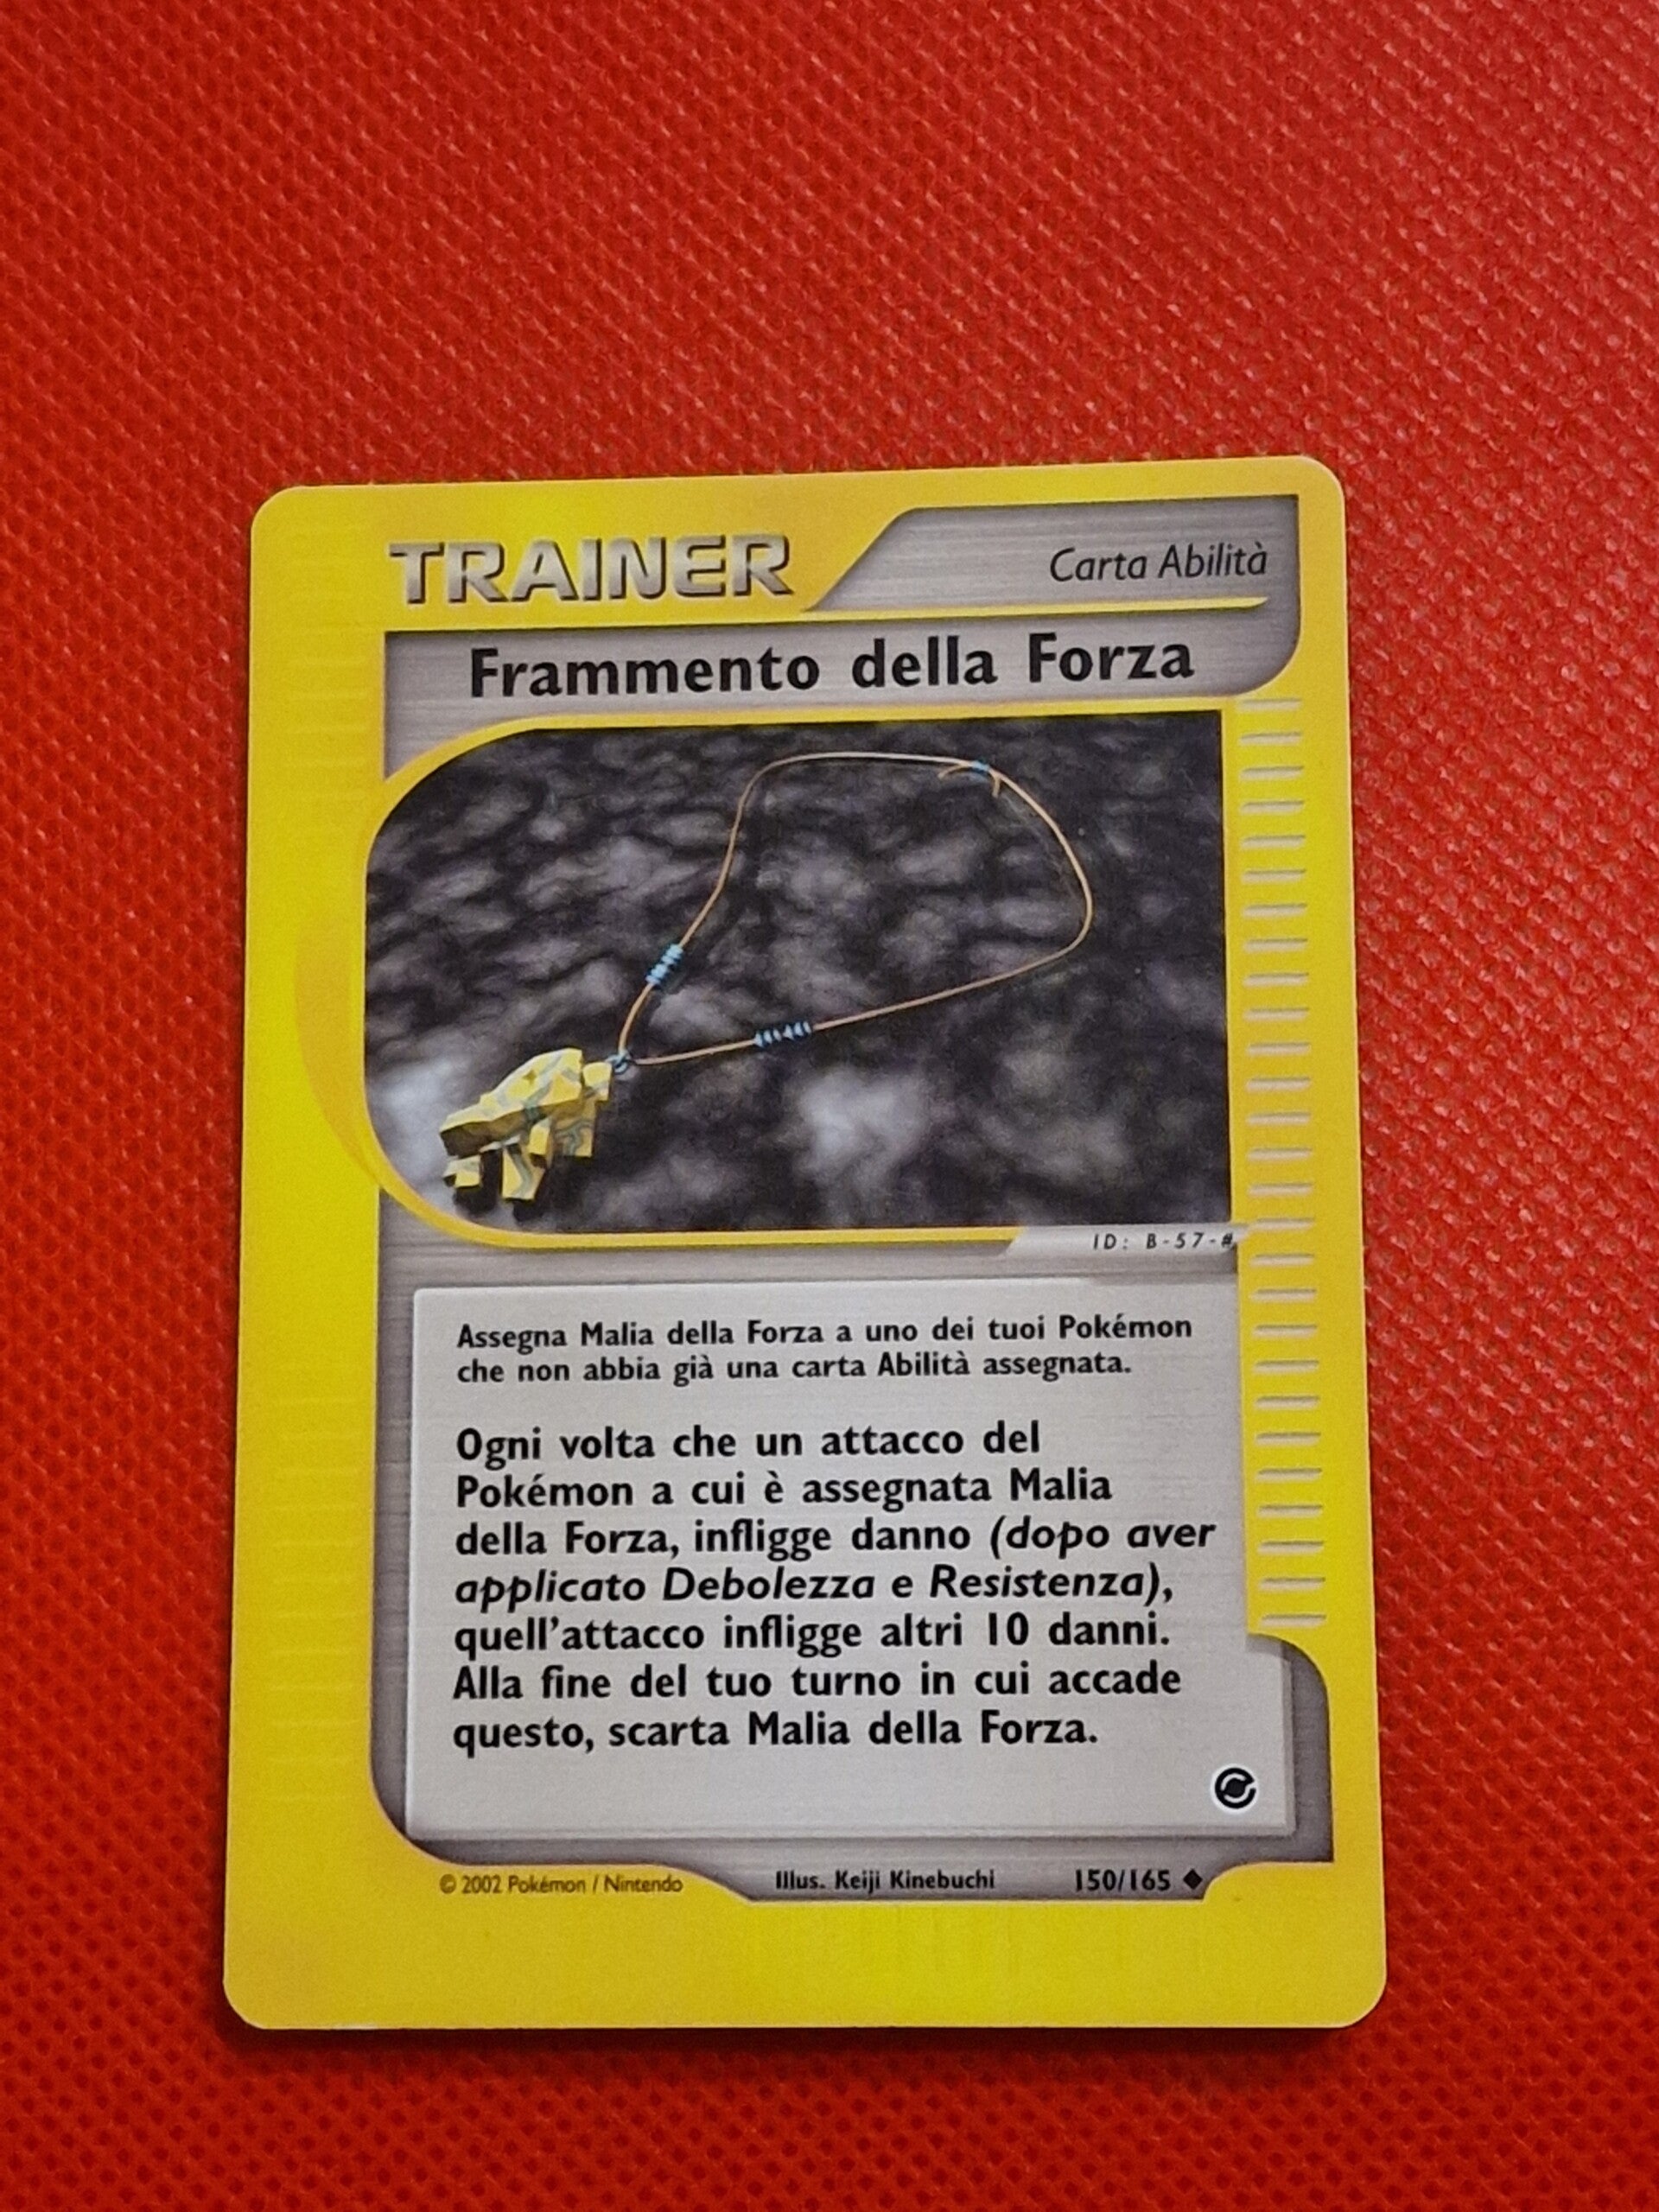 TRAINER
Carta Abilità
Frammento della Forza
ID: B-57-#
Assegna Malia della Forza a uno dei tuoi Pokémon
che non abbia già una carta Abilità assegnata.
Ogni volta che un attacco del
Pokémon a cui è assegnata Malia
della Forza, infligge danno (dopo aver
applicato Debolezza e Resistenza),
quell'attacco infligge altri 10 danni.
Alla fine del tuo turno in cui accade
questo, scarta Malia della Forza.
© 2002 Pokémon / Nintendo
Illus. Keiji Kinebuchi
150/165 ◆